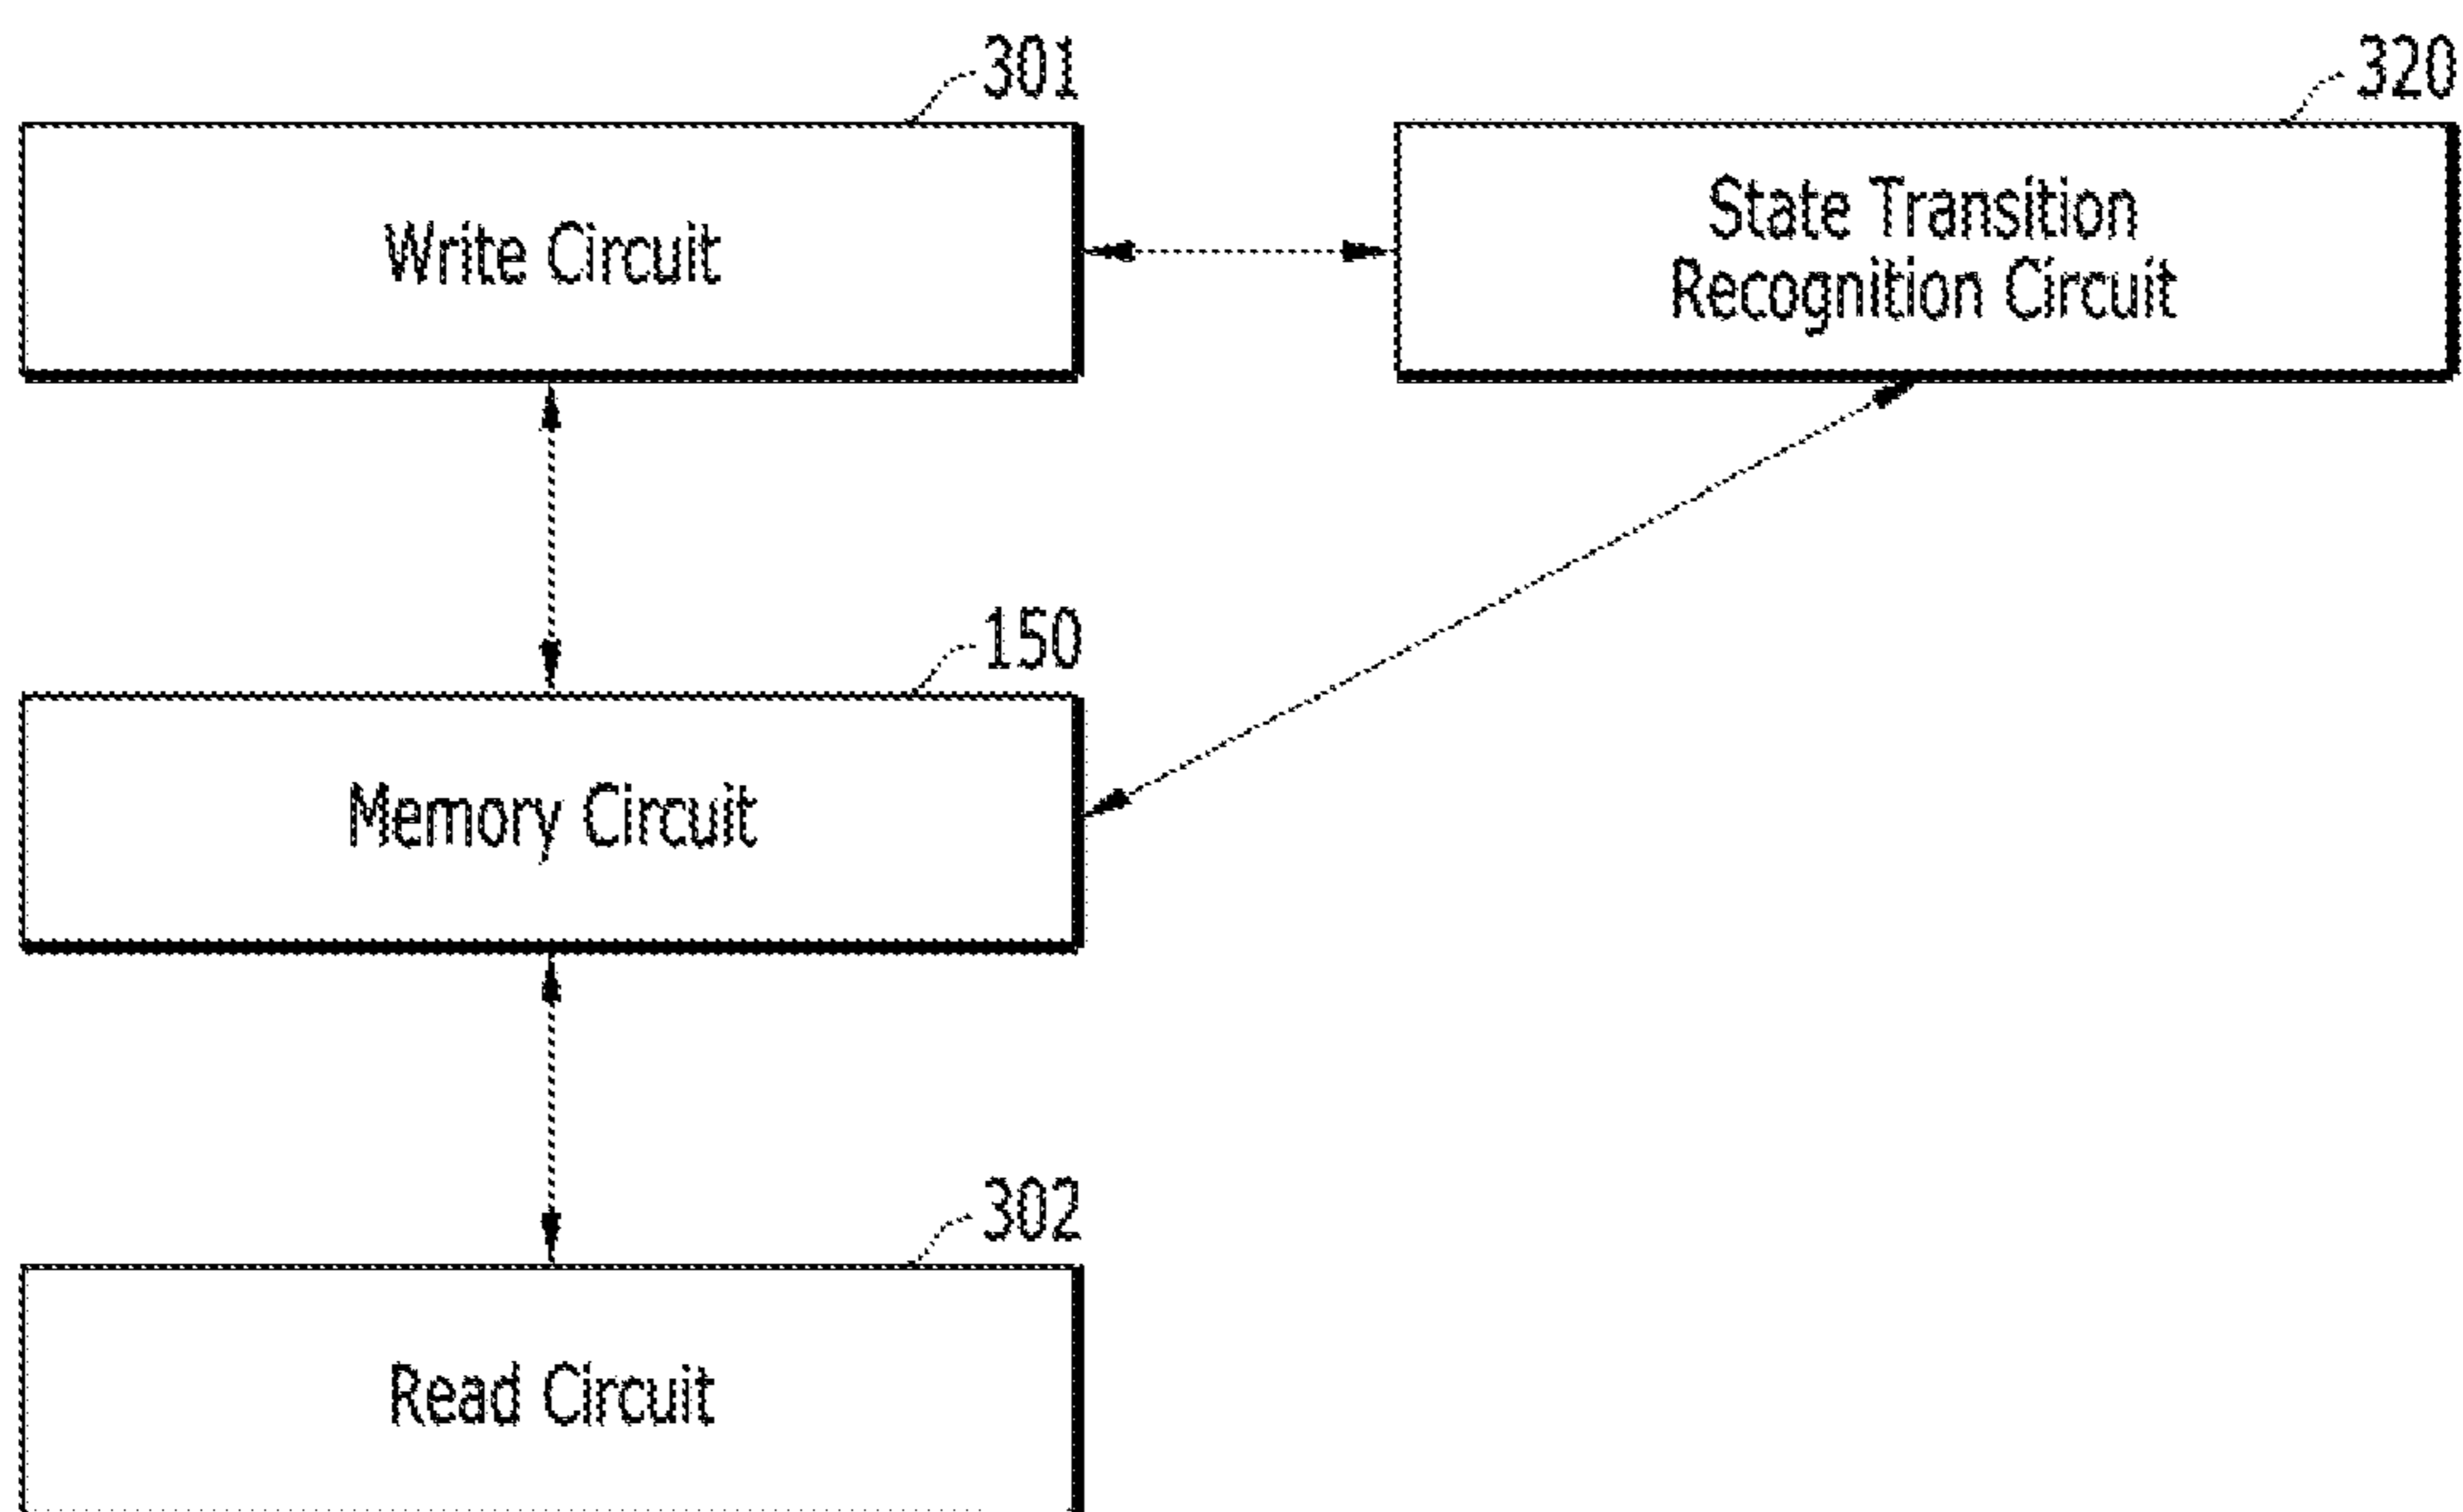 301
320
Write Circuit
State Transition
Recognition Circuit
150
Memory Circuit
302
Read Circuit